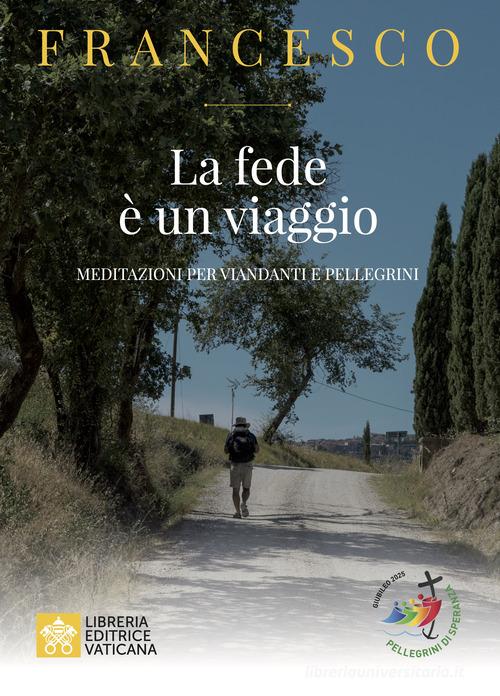 FRANCESCO
La fede
è un viaggio
MEDITAZIONI PER VIANDANTI E PELLEGRINI
GIUBILEO 2025
PELLEGRINI DI SPERANZA
LIBRERIA
EDITRICE
VATICANA
libreriauniversitaria.it